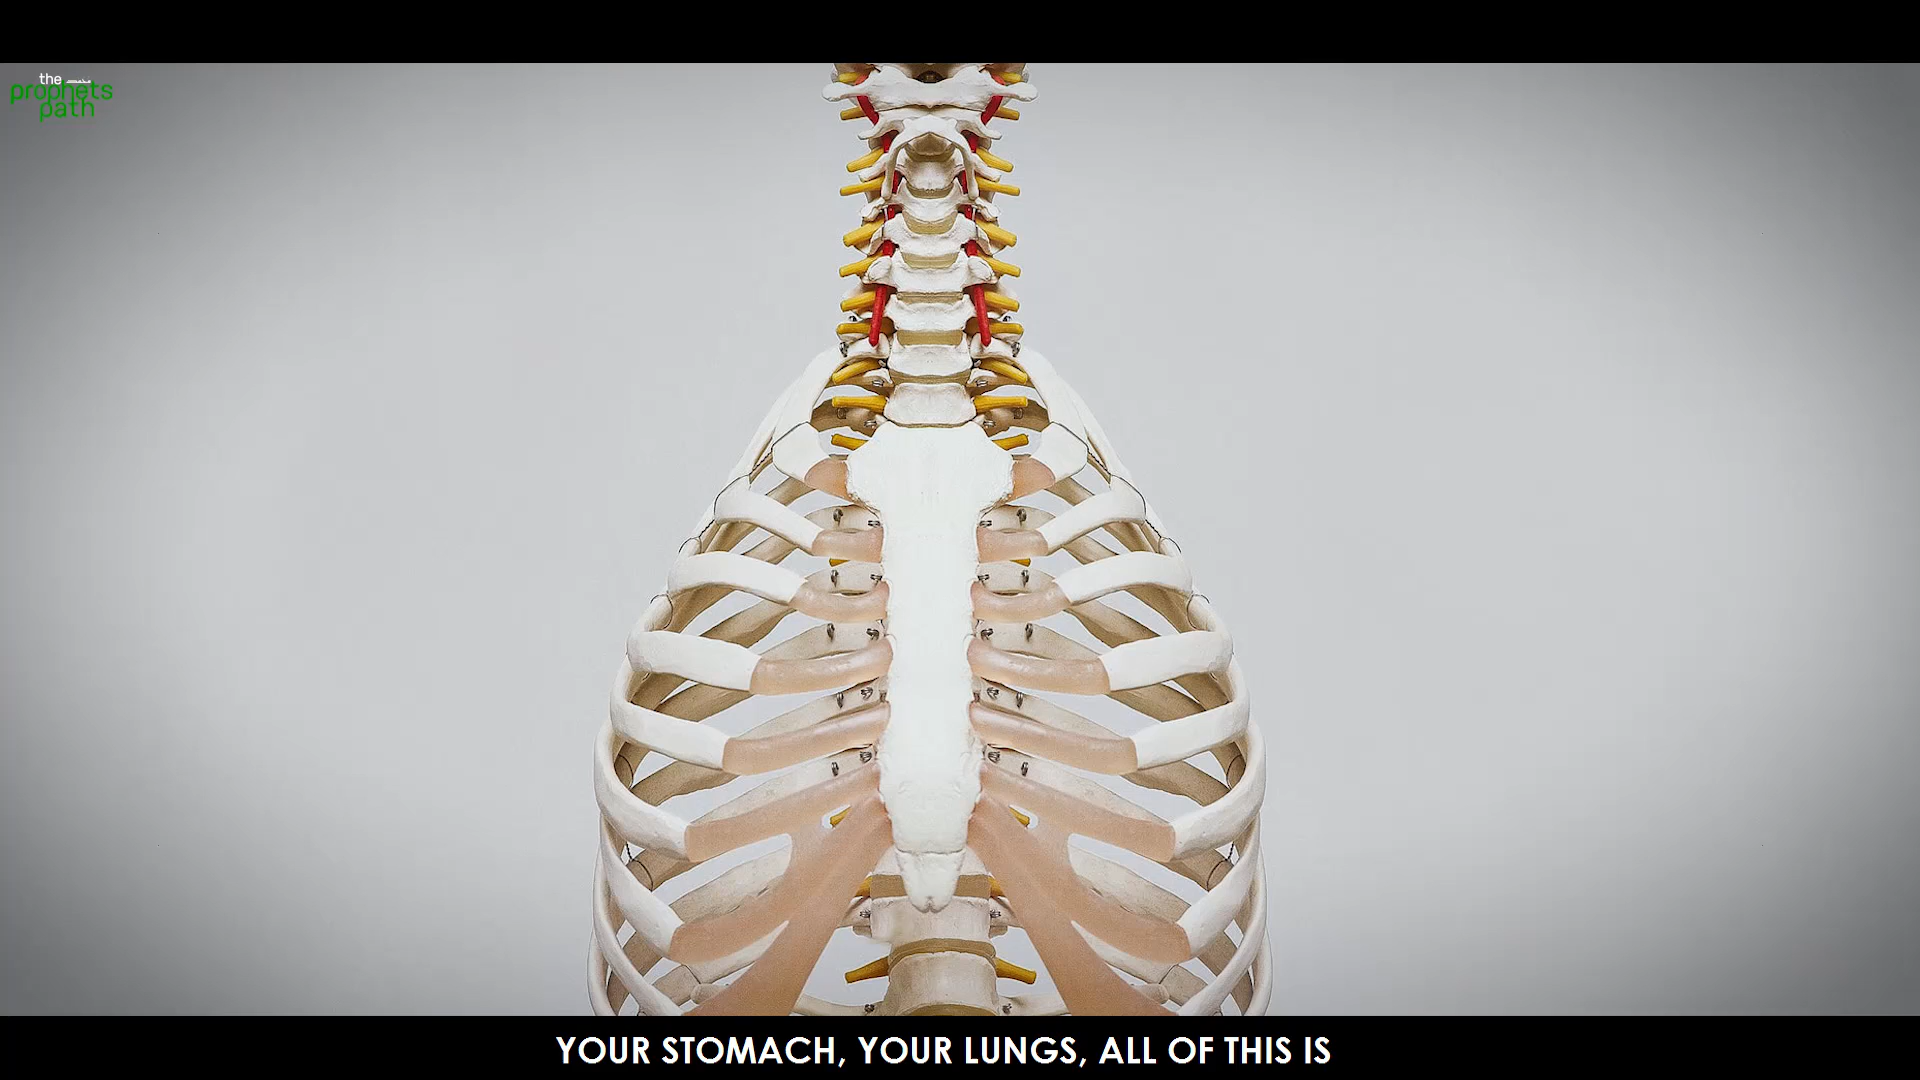 the
prophets
path
YOUR STOMACH, YOUR LUNGS, ALL OF THIS IS